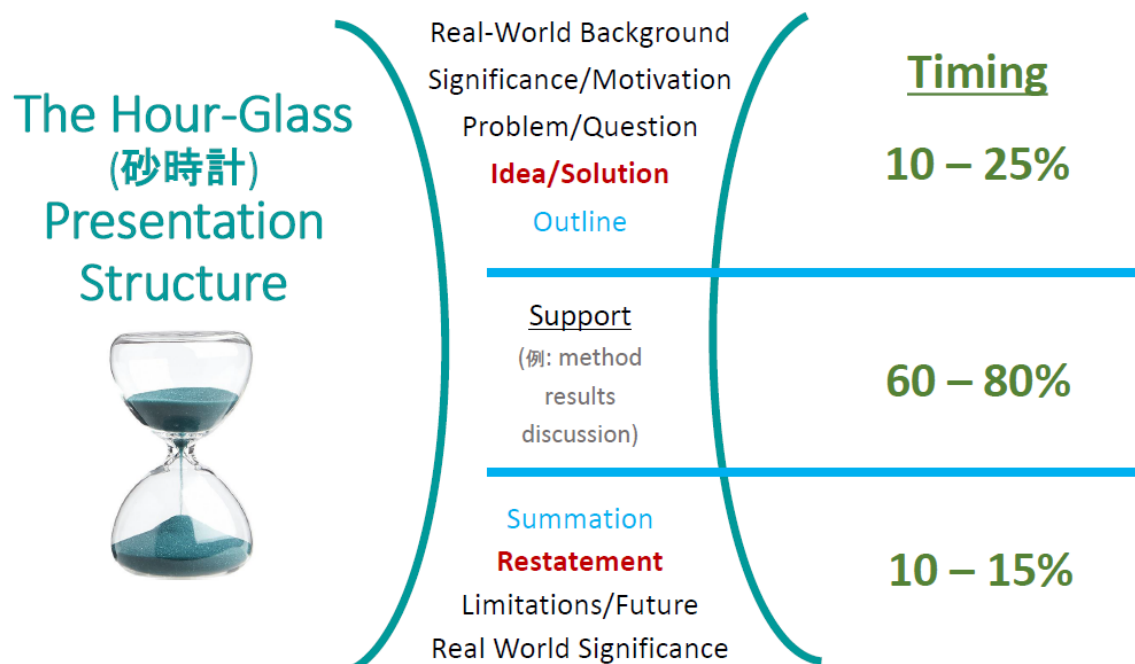 The Hour-Glass
(砂時計)
Presentation
Structure
Real-World Background
Significance/Motivation
Problem/Question
Idea/Solution
Outline
Support
(例: method
results
discussion)
Summation
Restatement
Limitations/Future
Real World Significance
Timing
10 – 25%
60 – 80%
10 – 15%